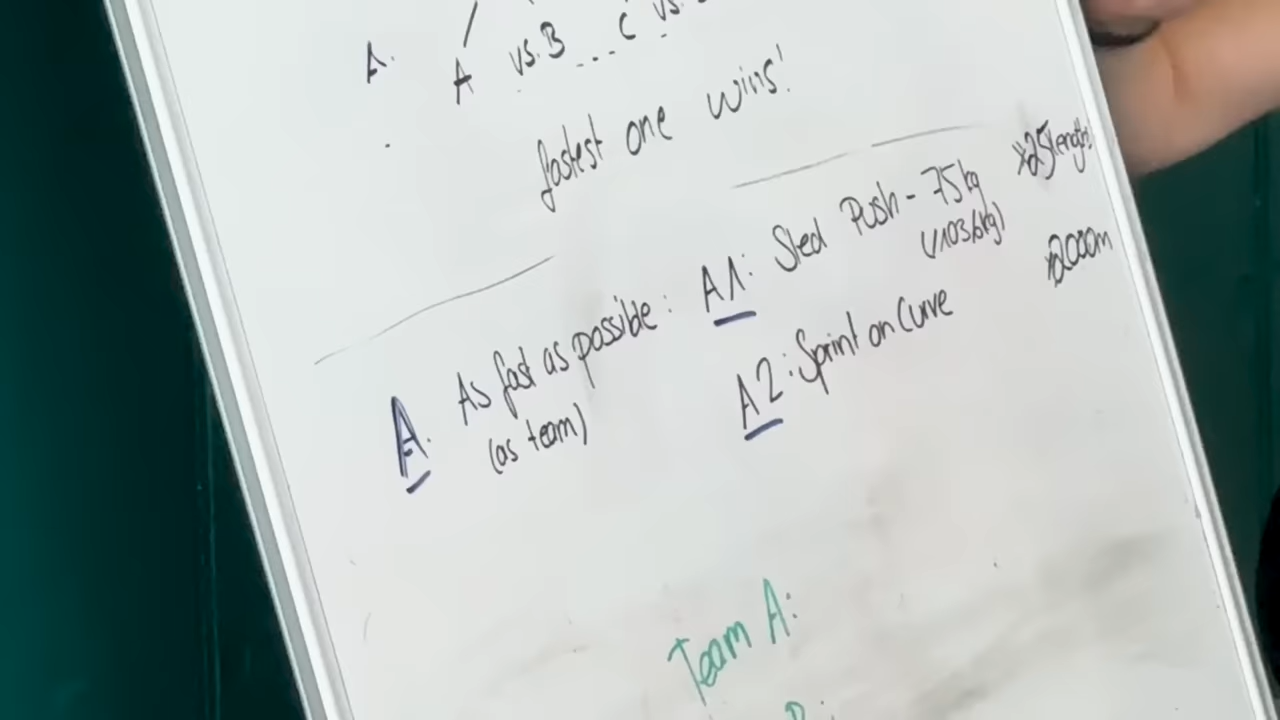 A. A vs. B ... C vs.
fastest one wins!
A. As fast as possible: A1: Sled Push - 75kg x25 lengths
(as team) (/103,6kg)
A2: Sprint on Curve x2000m
Team A: